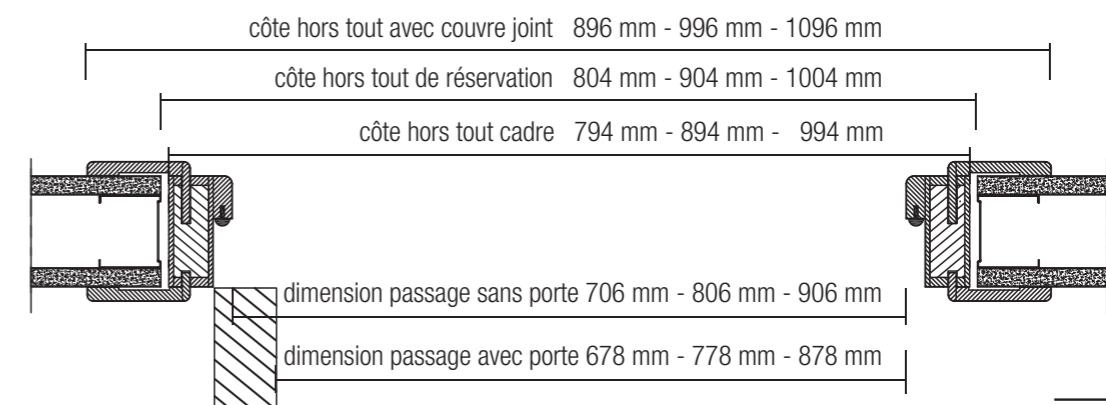 côte hors tout avec couvre joint 896 mm - 996 mm - 1096 mm
côte hors tout de réservation 804 mm - 904 mm - 1004 mm
côte hors tout cadre 794 mm - 894 mm - 994 mm
dimension passage sans porte 706 mm - 806 mm - 906 mm
dimension passage avec porte 678 mm - 778 mm - 878 mm